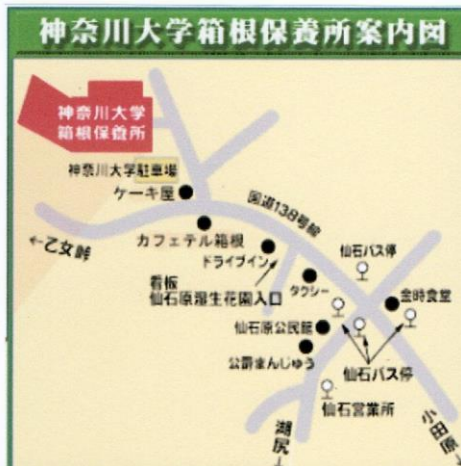 神奈川大学箱根保養所案内図
神奈川大学
箱根保養所
神奈川大学駐車場
ケーキ屋
国道138号線
←乙女峠
カフェテル箱根
ドライブイン
仙石バス停
看板
仙石原湿生花園入口
タクシー
金時食堂
仙石原公民館
公爵まんじゅう
仙石バス停
仙石営業所
湖尻
小田原